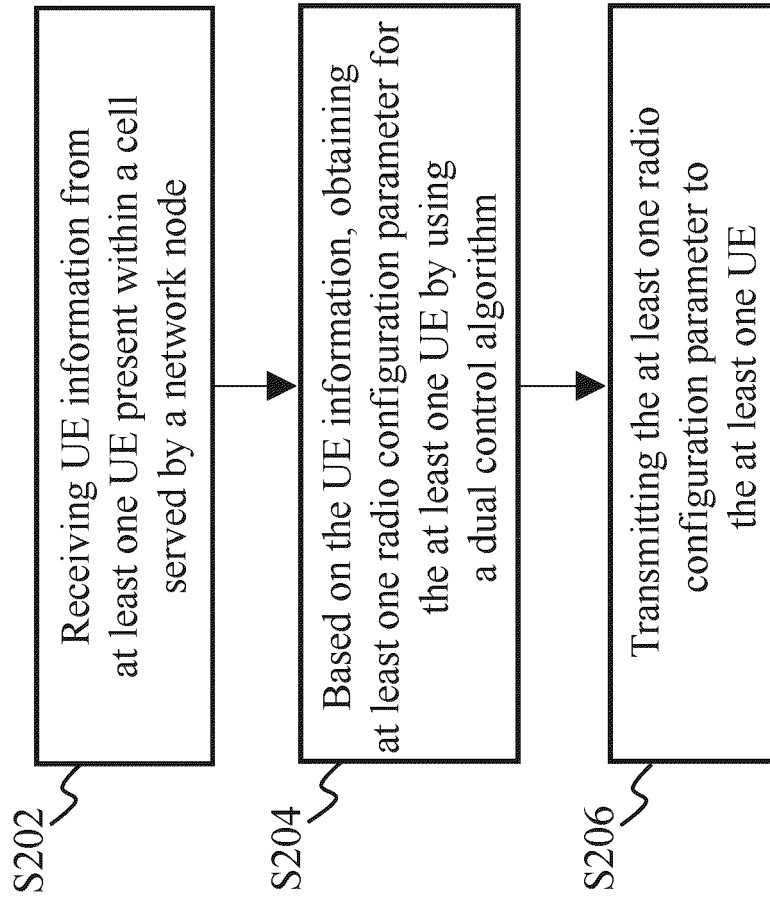 S202
Receiving UE information from
at least one UE present within a cell
served by a network node
S204
Based on the UE information, obtaining
at least one radio configuration parameter for
the at least one UE by using
a dual control algorithm
S206
Transmitting the at least one radio
configuration parameter to
the at least one UE